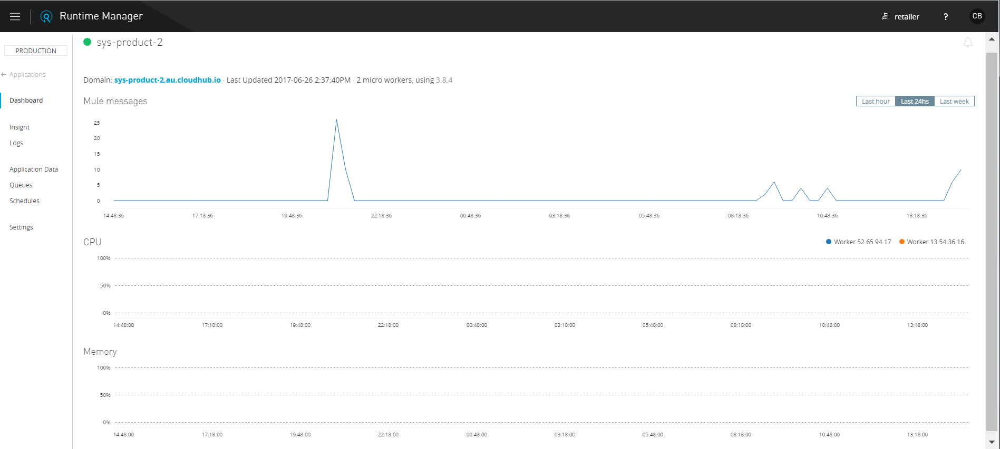 Runtime Manager
retailer
?
CB
PRODUCTION
sys-product-2
Applications
Domain: sys-product-2.au.cloudhub.io · Last Updated 2017-06-26 2:37:40PM · 2 micro workers, using 3.8.4
Dashboard
Insight
Logs
Application Data
Queues
Schedules
Settings
Mule messages
Last hour Last 24hs Last week
25
20
15
10
5
0
14:48:36 17:18:36 19:48:36 22:18:36 00:48:36 03:18:36 05:48:36 08:18:36 10:48:36 13:18:36
CPU
Worker 52.65.94.17 Worker 13.54.36.16
100%
50%
0%
14:48:00 17:18:00 19:48:00 22:18:00 00:48:00 03:18:00 05:48:00 08:18:00 10:48:00 13:18:00
Memory
100%
50%
0%
14:48:00 17:18:00 19:48:00 22:18:00 00:48:00 03:18:00 05:48:00 08:18:00 10:48:00 13:18:00